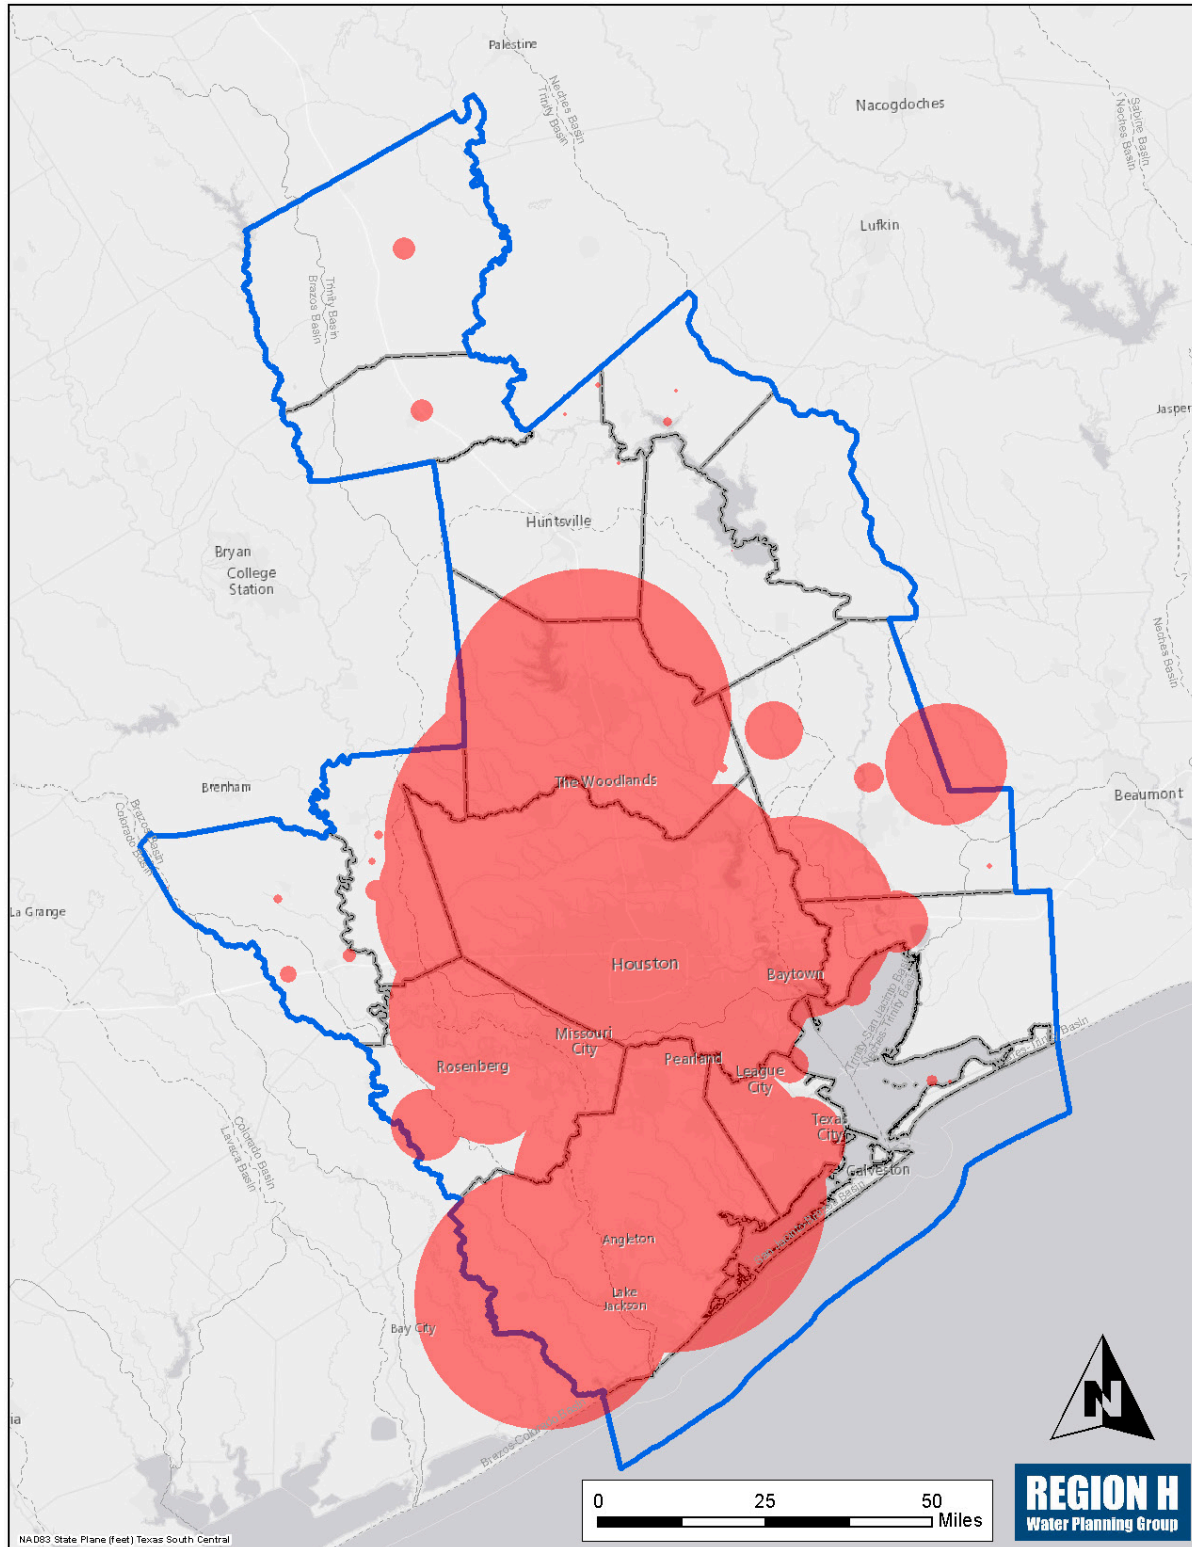 Palestine
Neches Basin
Trinity Basin
Nacogdoches
Sabine Basin
Neches Basin
Lufkin
Trinity Basin
Brazos Basin
Jasper
Huntsville
Bryan
College
Station
Neches Basin
The Woodlands
Brenham
Beaumont
Brazos Basin
Colorado Basin
La Grange
Houston
Baytown
Trinity-San Jacinto Basin
Neches-Trinity Basin
Missouri
City
Pearland
Rosenberg
League
City
Texas
City
Colorado Basin
Lavaca Basin
Galveston
Angleton
Lake
Jackson
Bay City
ia
N
0
25
50
Miles
REGION H
Water Planning Group
NAD83 State Plane (feet) Texas South Central